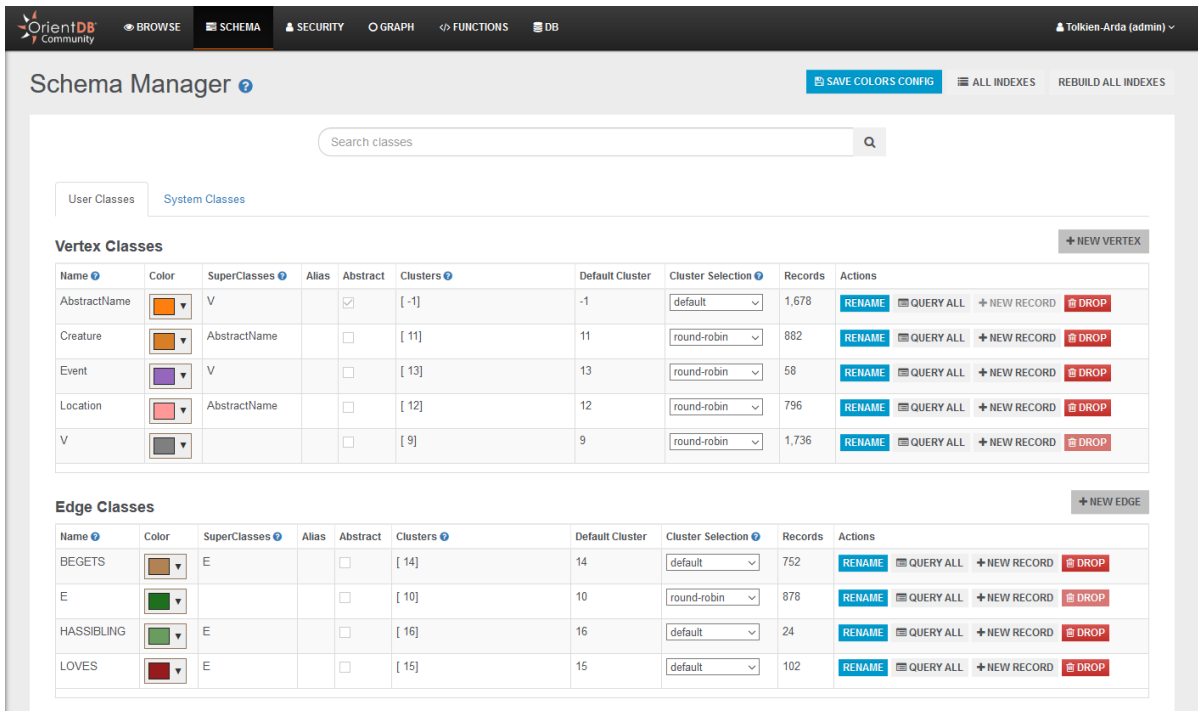 OrientDB
Community
BROWSE SCHEMA SECURITY GRAPH FUNCTIONS DB Tolkien-Arda (admin)
Schema Manager
SAVE COLORS CONFIG ALL INDEXES REBUILD ALL INDEXES
Search classes
User Classes System Classes
Vertex Classes
+ NEW VERTEX
Name Color SuperClasses Alias Abstract Clusters Default Cluster Cluster Selection Records Actions
AbstractName V [ -1] -1 default 1,678 RENAME QUERY ALL + NEW RECORD DROP
Creature AbstractName [ 11] 11 round-robin 882 RENAME QUERY ALL + NEW RECORD DROP
Event V [ 13] 13 round-robin 58 RENAME QUERY ALL + NEW RECORD DROP
Location AbstractName [ 12] 12 round-robin 796 RENAME QUERY ALL + NEW RECORD DROP
V [ 9] 9 round-robin 1,736 RENAME QUERY ALL + NEW RECORD DROP
Edge Classes
+ NEW EDGE
Name Color SuperClasses Alias Abstract Clusters Default Cluster Cluster Selection Records Actions
BEGETS E [ 14] 14 default 752 RENAME QUERY ALL + NEW RECORD DROP
E [ 10] 10 round-robin 878 RENAME QUERY ALL + NEW RECORD DROP
HASSIBLING E [ 16] 16 default 24 RENAME QUERY ALL + NEW RECORD DROP
LOVES E [ 15] 15 default 102 RENAME QUERY ALL + NEW RECORD DROP